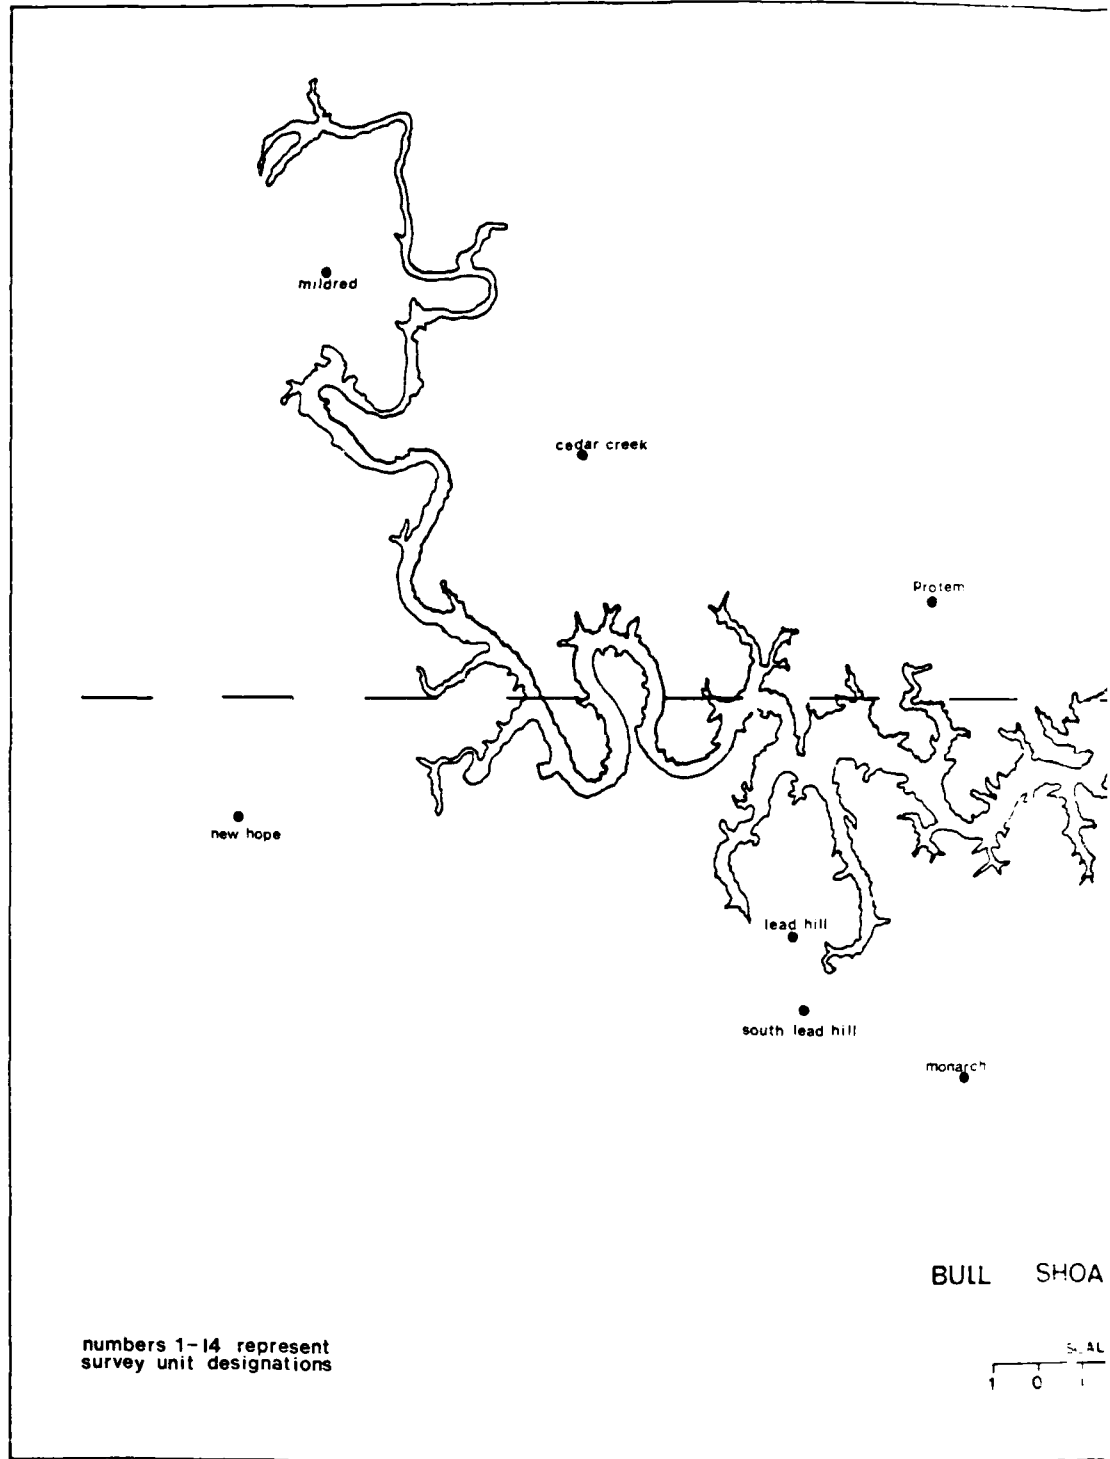 mildred
cedar creek
Protem
new hope
lead hill
south lead hill
monarch
BULL SHOA
numbers 1-14 represent
survey unit designations
1 0 1